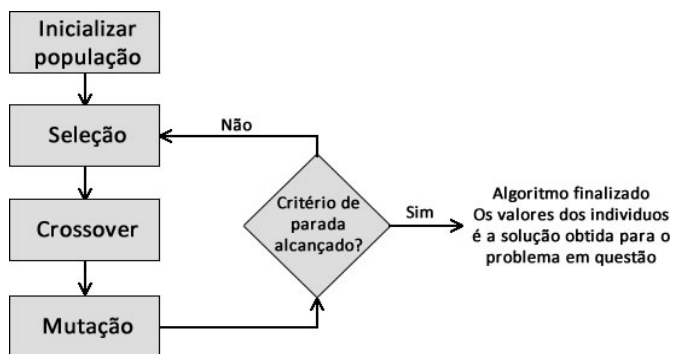 Inicializar
população
Seleção
Não
Crossover
Critério de
parada
alcançado?
Sim
Algoritmo finalizado
Os valores dos individuos
é a solução obtida para o
problema em questão
Mutação